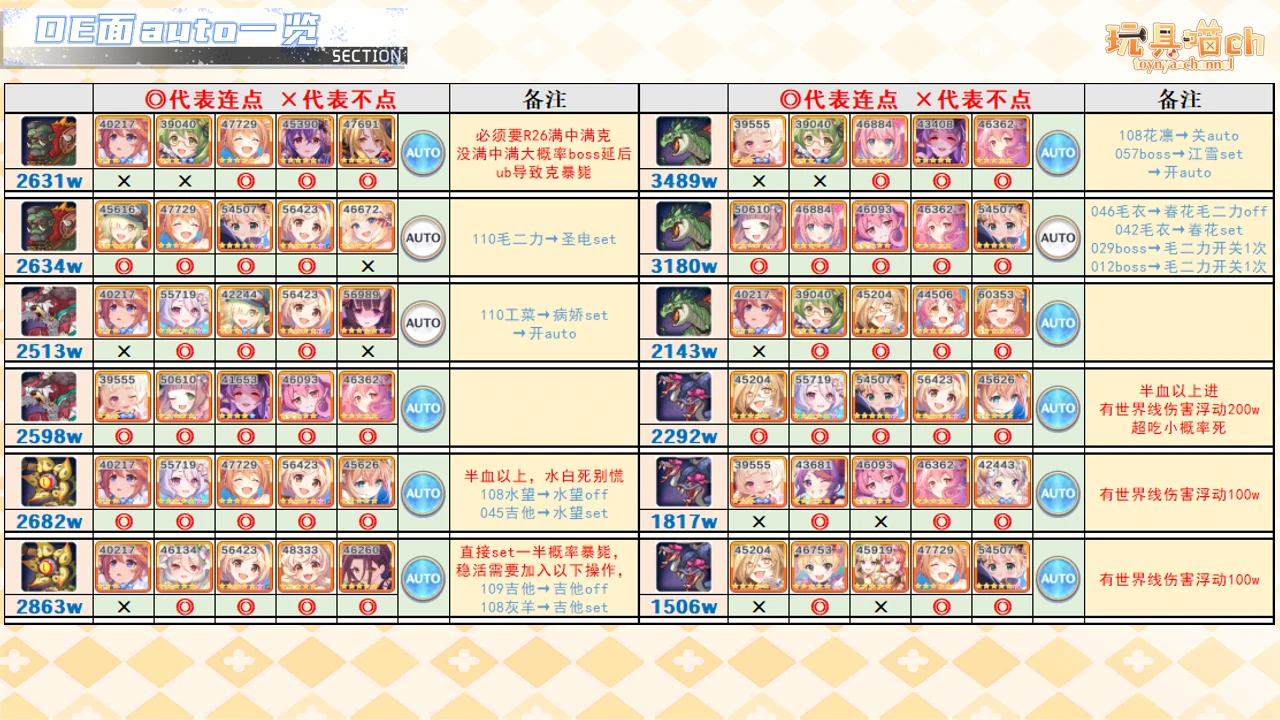 DE面auto一览
SECTION
玩具喵ch
toynyaschannel
◎代表连点 ×代表不点 备注 ◎代表连点 ×代表不点 备注
40217 39040 47729 45390 47691 AUTO
必须要R26满中满克
没满中满大概率boss延后
ub导致克暴毙
2631w × × ◎ ◎ ◎
39555 39040 46884 43408 46362 AUTO
108花凛→关auto
057boss→江雪set
→开auto
3489w × × ◎ ◎ ◎
45616 47729 54507 56423 46672 AUTO
110毛二力→圣电set
2634w ◎ ◎ ◎ ◎ ×
50610 46884 46093 46362 54507 AUTO
046毛衣→春花毛二力off
042毛衣→春花set
029boss→毛二力开关1次
012boss→毛二力开关1次
3180w ◎ ◎ ◎ ◎ ◎
40217 55719 42244 56423 56989 AUTO
110工菜→病娇set
→开auto
2513w × ◎ ◎ ◎ ×
40217 39040 45204 44506 60353 AUTO
2143w × ◎ ◎ ◎ ◎
39555 50610 41653 46093 46362 AUTO
2598w ◎ ◎ ◎ ◎ ◎
45204 55719 54507 56423 45626 AUTO
半血以上进
有世界线伤害浮动200w
超吃小概率死
2292w ◎ ◎ ◎ ◎ ◎
40217 55719 47729 56423 45626 AUTO
半血以上，水白死别慌
108水望→水望off
045吉他→水望set
2682w ◎ ◎ ◎ ◎ ◎
39555 43681 46093 46362 42443 AUTO
有世界线伤害浮动100w
1817w × ◎ × ◎ ◎
40217 46134 56423 48333 46260 AUTO
直接set一半概率暴毙，
稳活需要加入以下操作，
109吉他→吉他off
108灰羊→吉他set
2863w × ◎ ◎ ◎ ◎
45204 46753 45919 47729 54507 AUTO
有世界线伤害浮动100w
1506w × ◎ × ◎ ◎